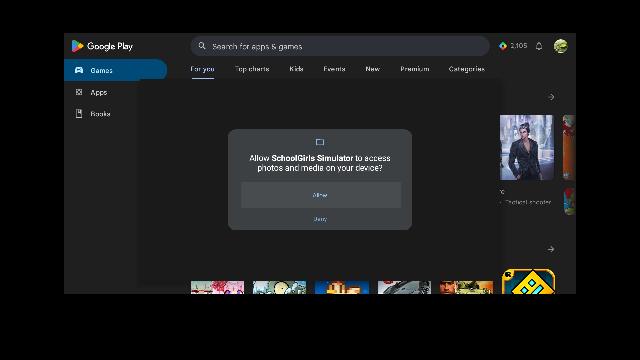 Google Play
Search for apps & games
2,105
Games
For you
Top charts
Kids
Events
New
Premium
Categories
Apps
Books
Allow SchoolGirls Simulator to access
photos and media on your device?
Allow
Deny
Tactical shooter